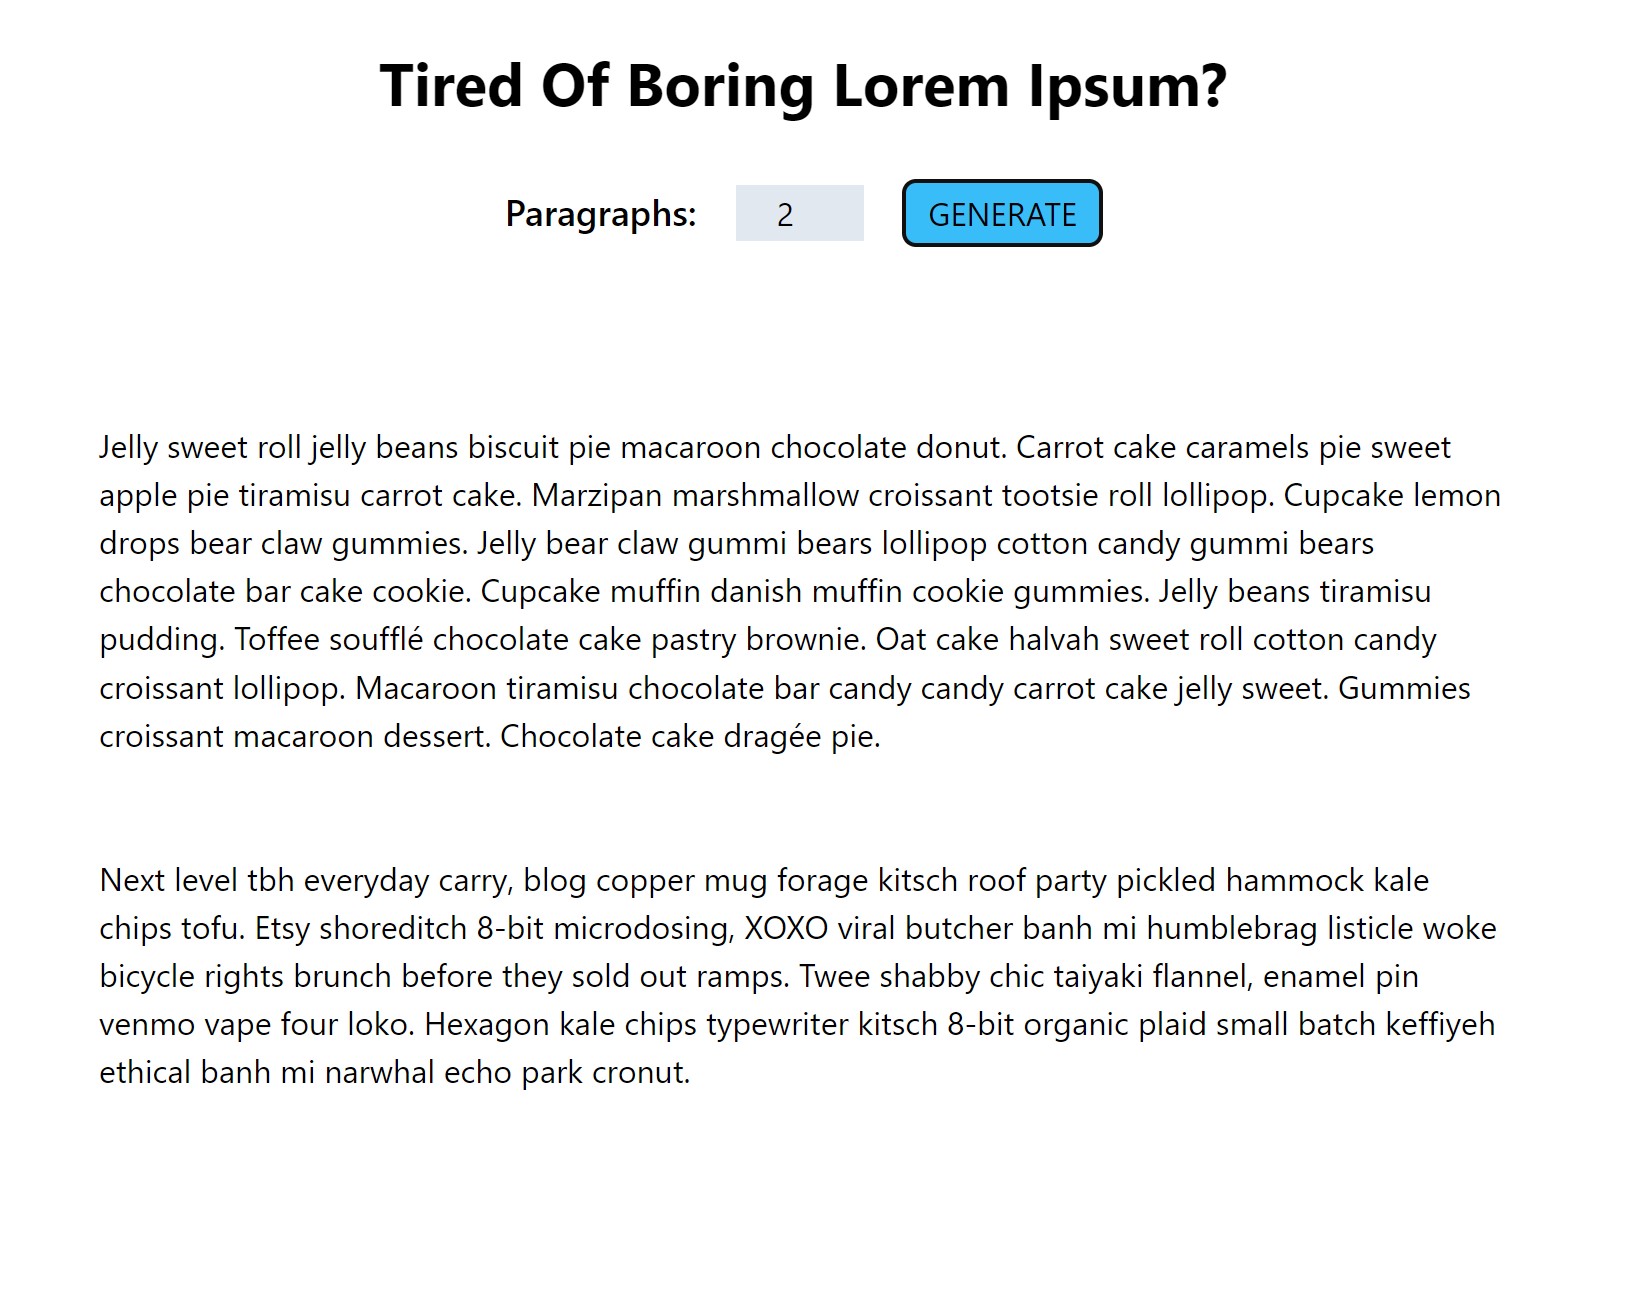 Tired Of Boring Lorem Ipsum?
Paragraphs: 2 GENERATE
Jelly sweet roll jelly beans biscuit pie macaroon chocolate donut. Carrot cake caramels pie sweet
apple pie tiramisu carrot cake. Marzipan marshmallow croissant tootsie roll lollipop. Cupcake lemon
drops bear claw gummies. Jelly bear claw gummi bears lollipop cotton candy gummi bears
chocolate bar cake cookie. Cupcake muffin danish muffin cookie gummies. Jelly beans tiramisu
pudding. Toffee soufflé chocolate cake pastry brownie. Oat cake halvah sweet roll cotton candy
croissant lollipop. Macaroon tiramisu chocolate bar candy candy carrot cake jelly sweet. Gummies
croissant macaroon dessert. Chocolate cake dragée pie.
Next level tbh everyday carry, blog copper mug forage kitsch roof party pickled hammock kale
chips tofu. Etsy shoreditch 8-bit microdosing, XOXO viral butcher banh mi humblebrag listicle woke
bicycle rights brunch before they sold out ramps. Twee shabby chic taiyaki flannel, enamel pin
venmo vape four loko. Hexagon kale chips typewriter kitsch 8-bit organic plaid small batch keffiyeh
ethical banh mi narwhal echo park cronut.